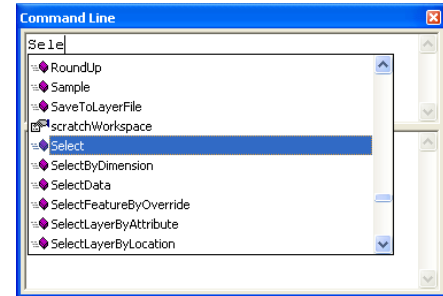 Command Line
Sele
RoundUp
Sample
SaveToLayerFile
scratchWorkspace
Select
SelectByDimension
SelectData
SelectFeatureByOverride
SelectLayerByAttribute
SelectLayerByLocation